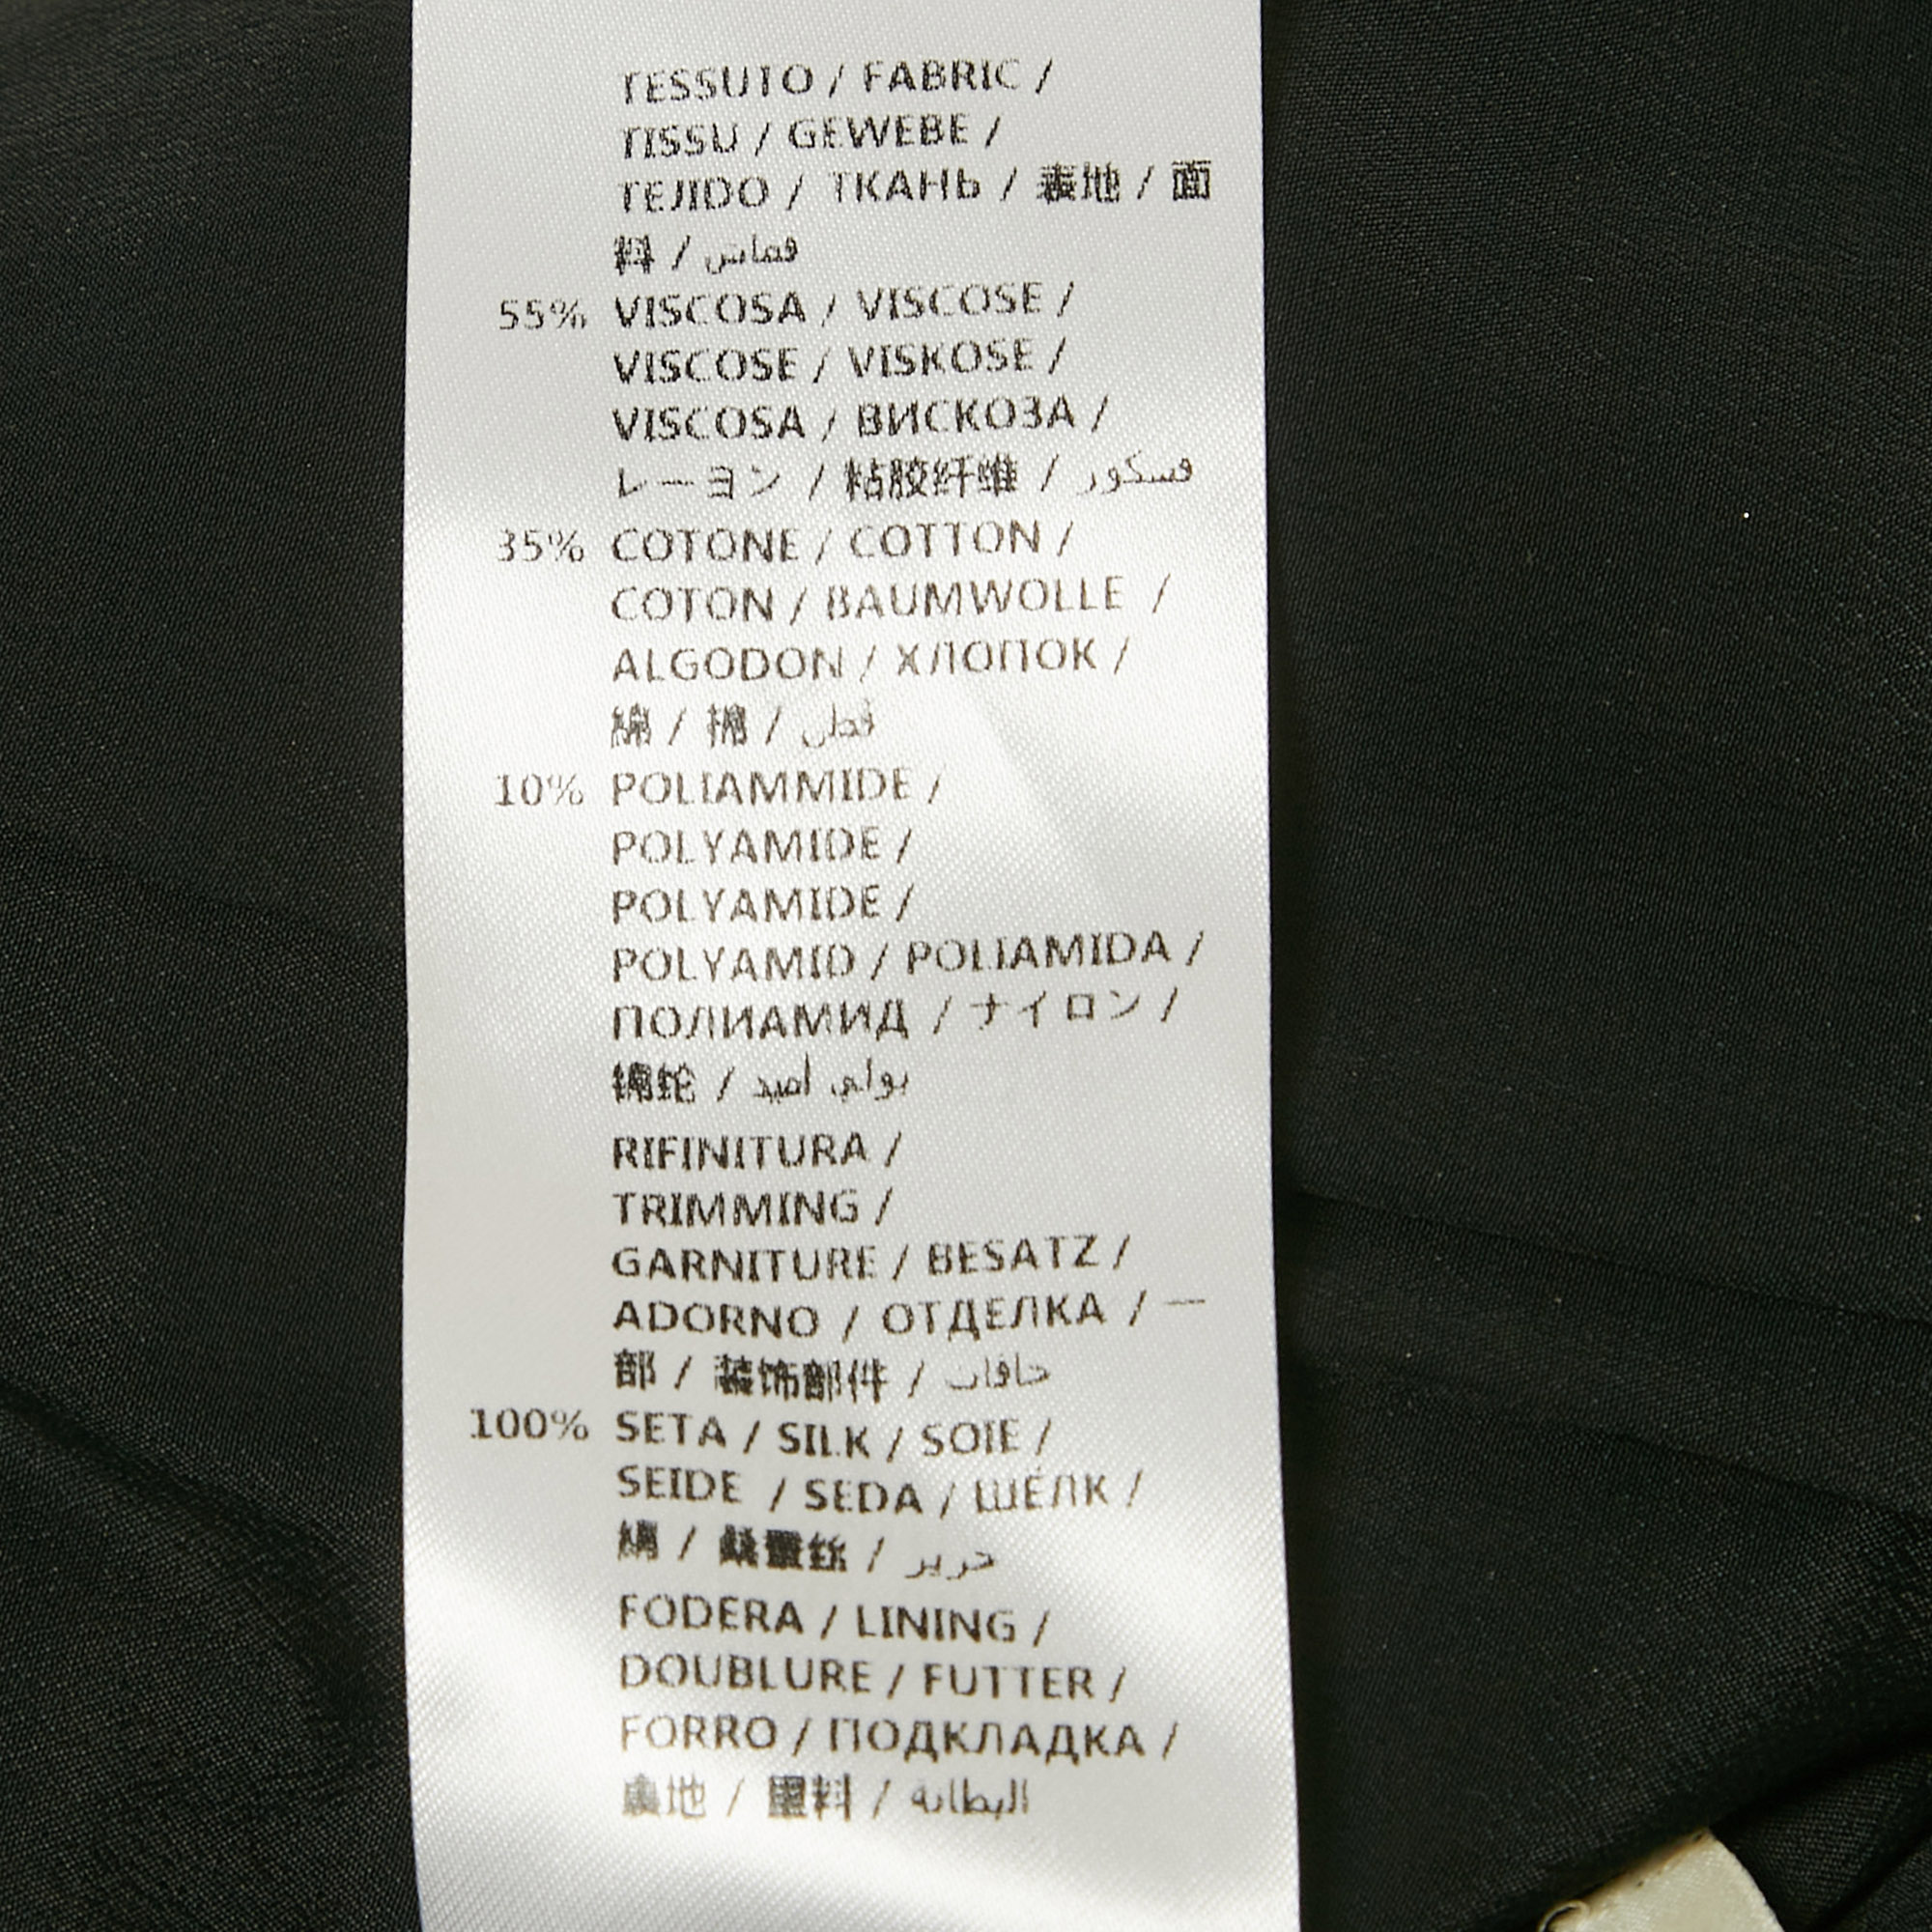 TESSUTO / FABRIC /
TISSU / GEWEBE /
TEJIDO / ТКАНЬ / 表地 / 面
料 / قماش
55% VISCOSA / VISCOSE /
VISCOSE / VISKOSE /
VISCOSA / ВИСКОЗА /
レーヨン / 粘胶纤维 / فسكوز
35% COTONE / COTTON /
COTON / BAUMWOLLE /
ALGODON / ХЛОПОК /
綿 / 棉 / قطن
10% POLIAMMIDE /
POLYAMIDE /
POLYAMIDE /
POLYAMID / POLIAMIDA /
ПОЛИАМИД / ナイロン /
锦纶 / بولي أميد
RIFINITURA /
TRIMMING /
GARNITURE / BESATZ /
ADORNO / ОТДЕЛКА / 一
部 / 装饰部件 / حافات
100% SETA / SILK / SOIE /
SEIDE / SEDA / ШЁЛК /
絹 / 桑蚕丝 / حرير
FODERA / LINING /
DOUBLURE / FUTTER /
FORRO / ПОДКЛАДКА /
裏地 / 里料 / البطانة